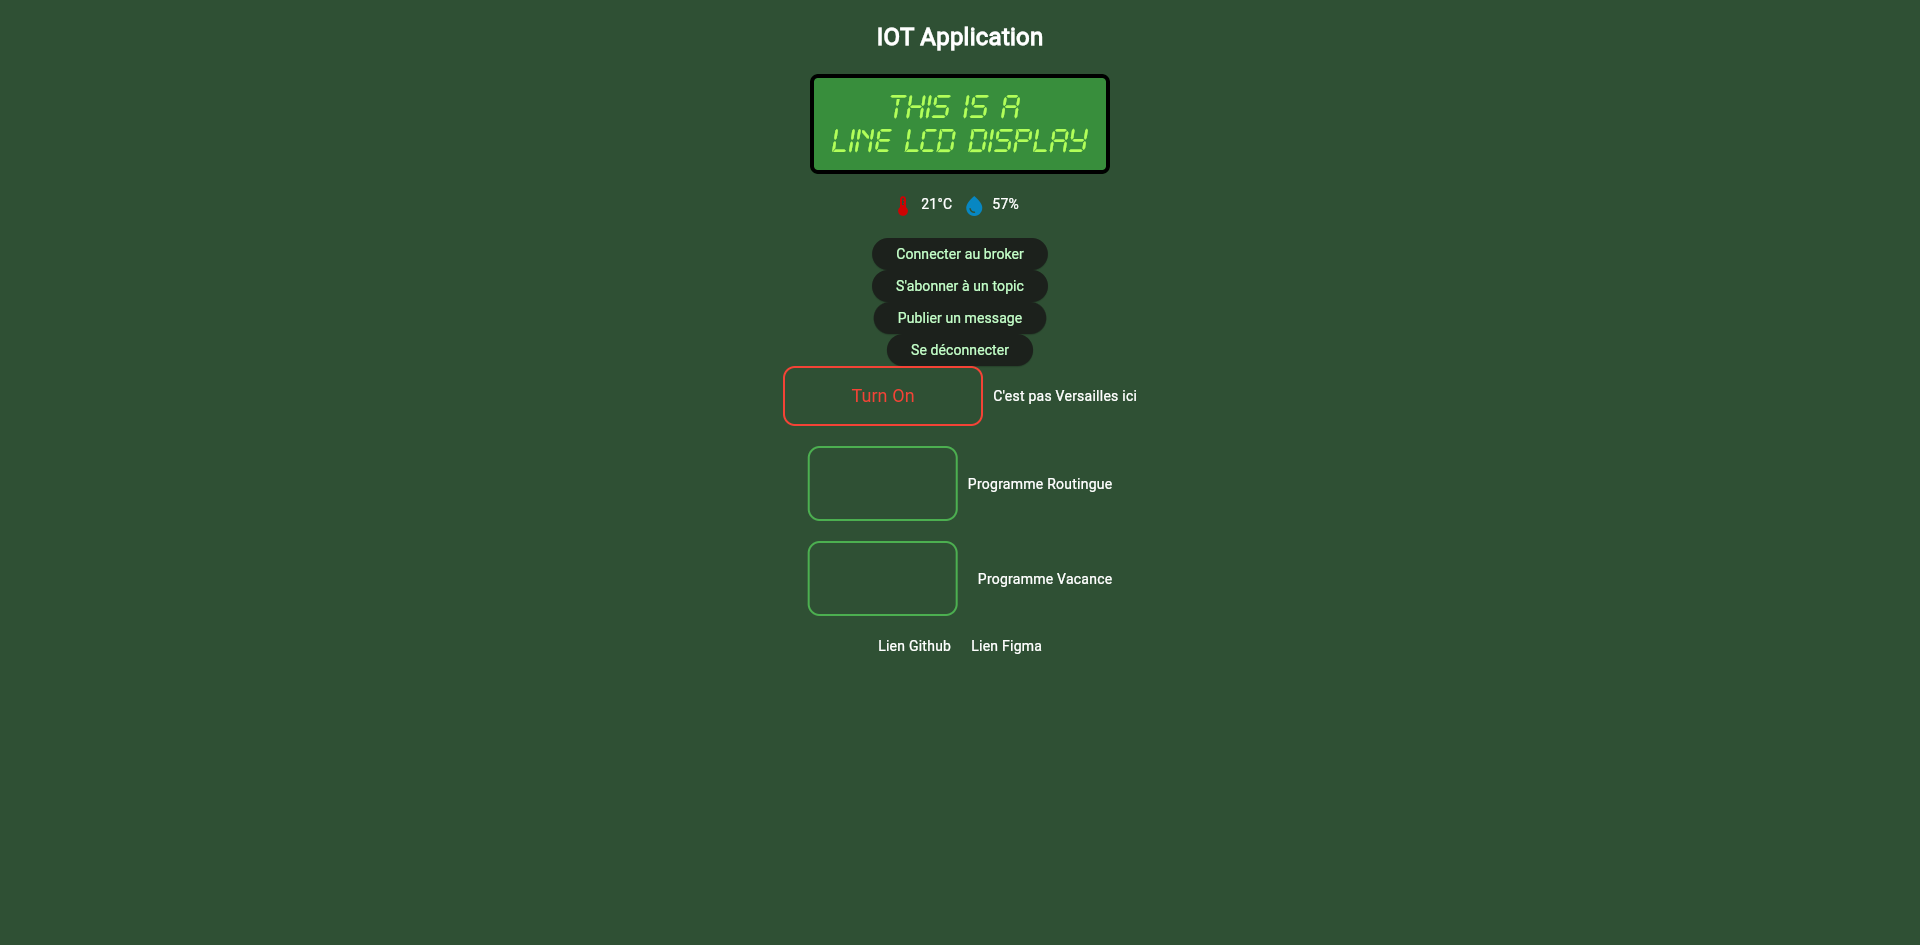 IOT Application
THIS IS A
LINE LCD DISPLAY
21°C 57%
Connecter au broker
S'abonner à un topic
Publier un message
Se déconnecter
Turn On C'est pas Versailles ici
Programme Routingue
Programme Vacance
Lien Github Lien Figma